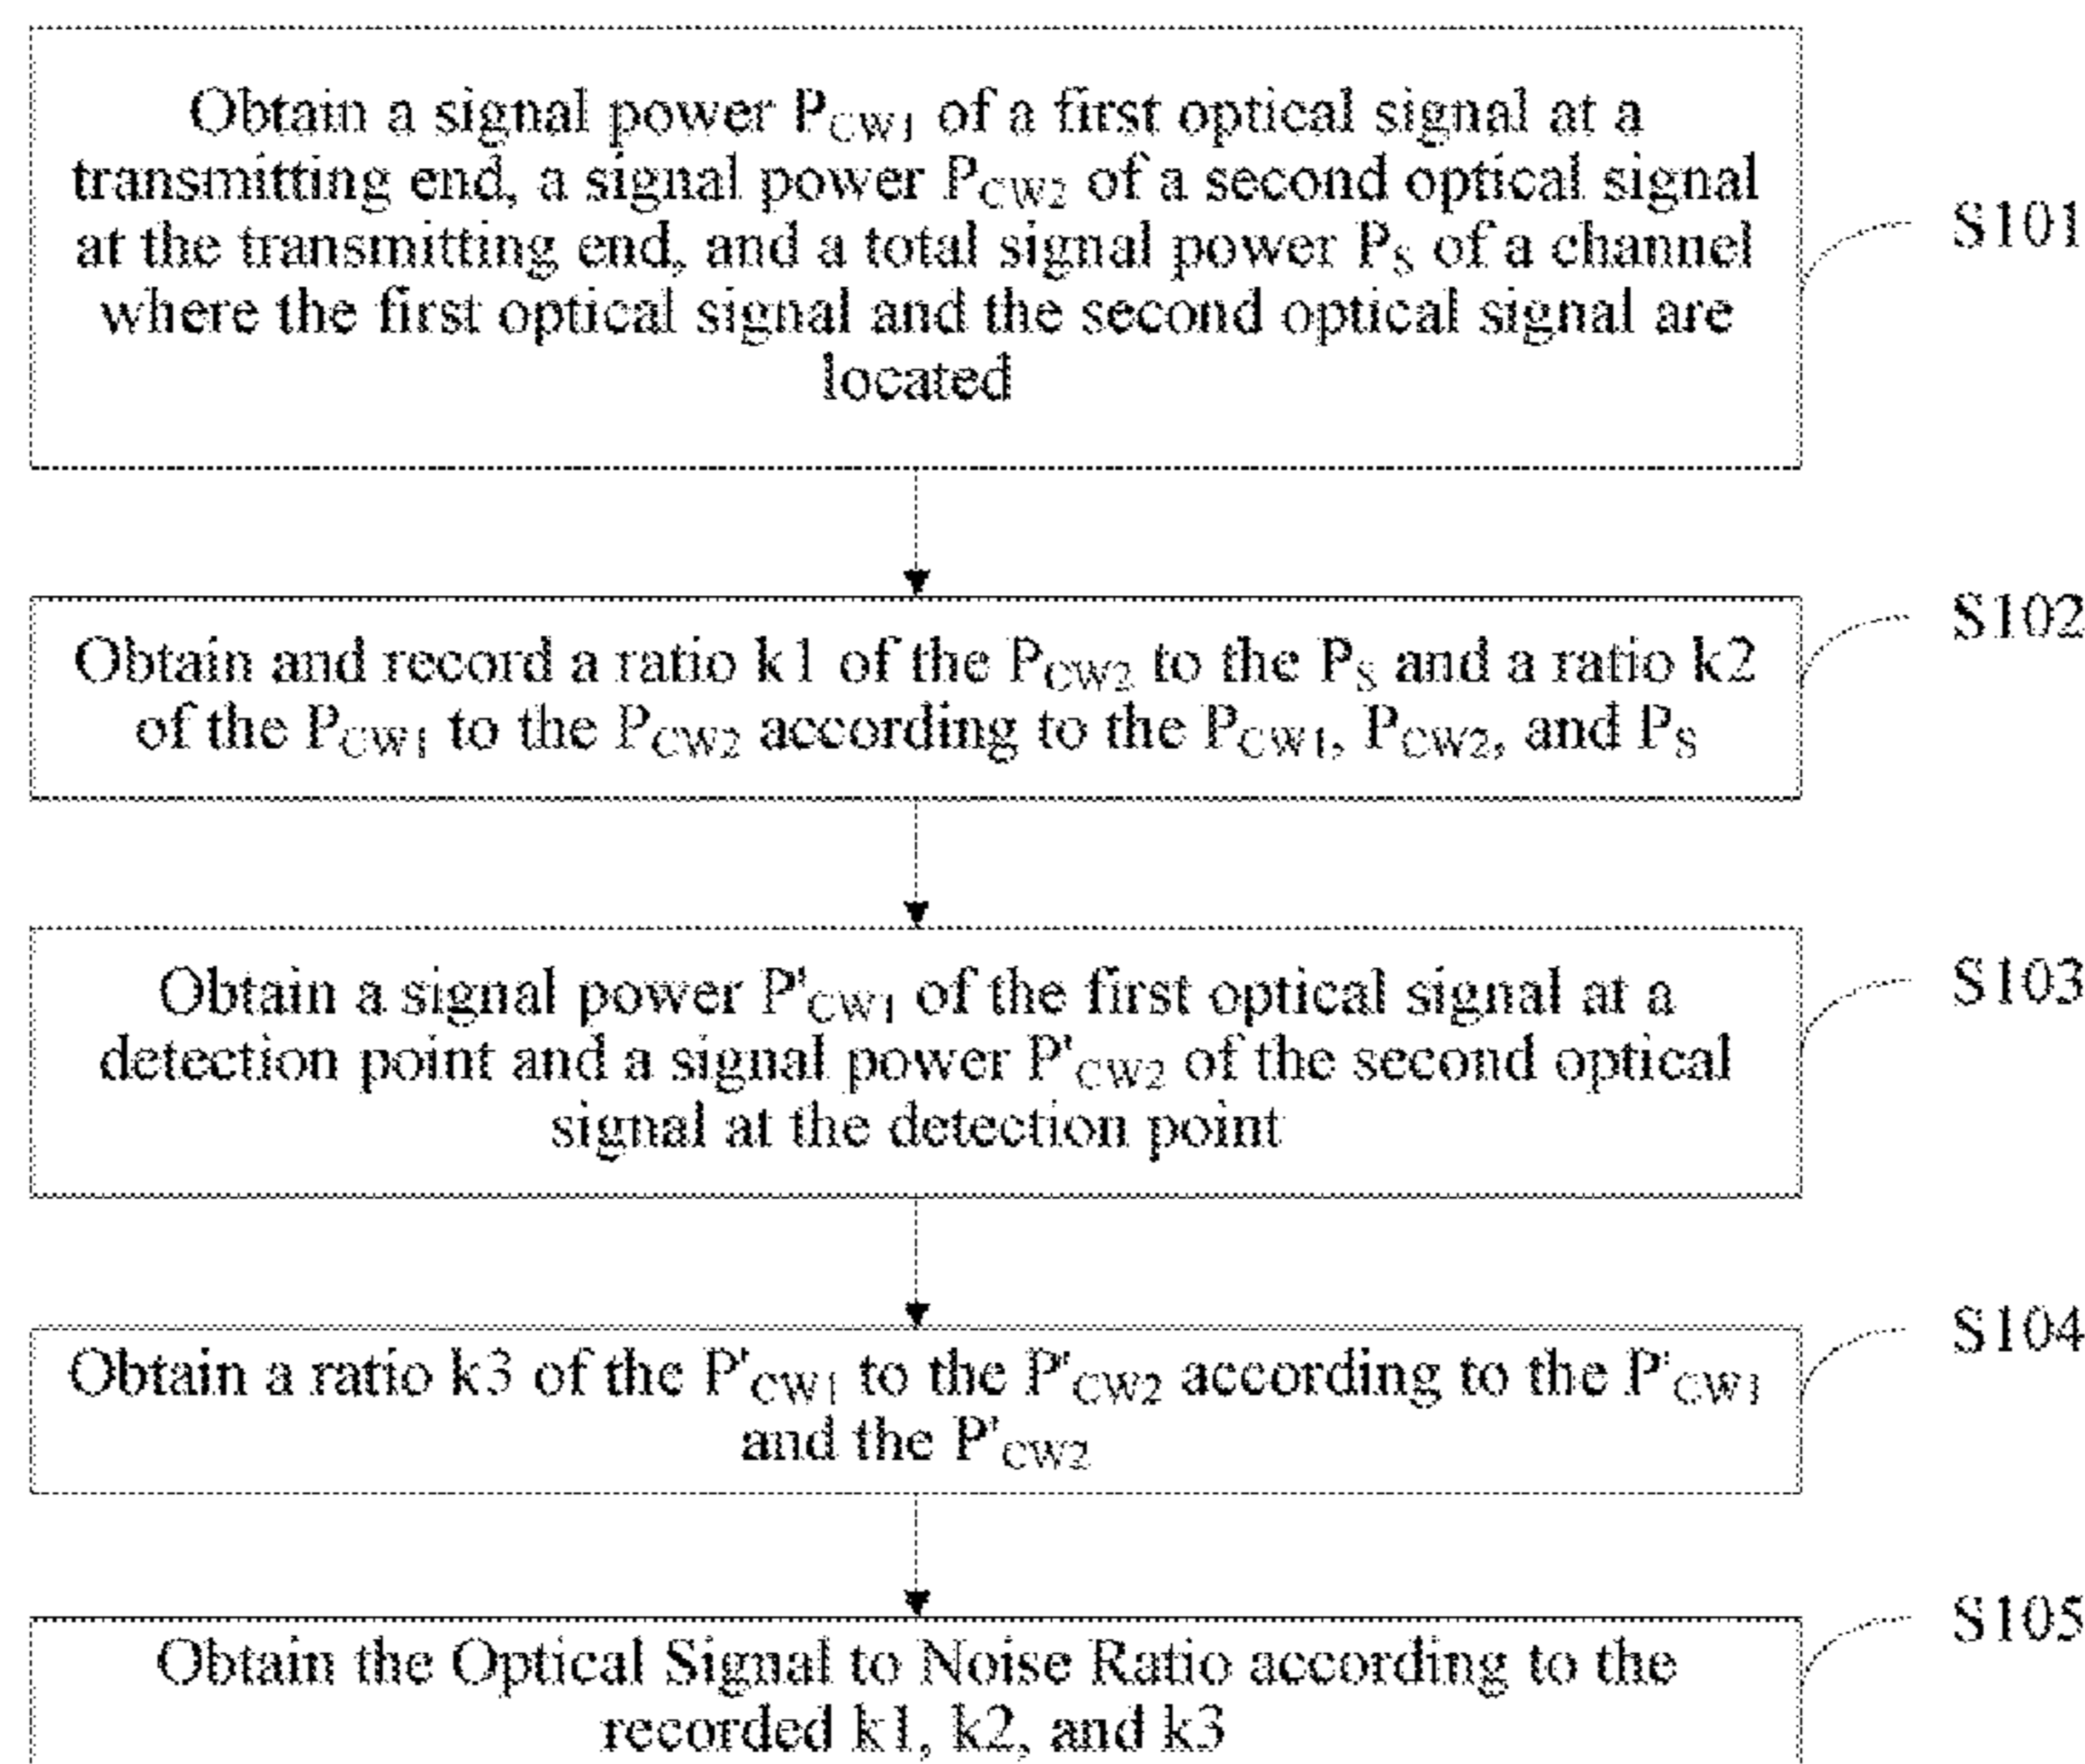 Obtain a signal power P_CW1 of a first optical signal at a
transmitting end, a signal power P_CW2 of a second optical signal
at the transmitting end, and a total signal power P_S of a channel
where the first optical signal and the second optical signal are
located
S101
Obtain and record a ratio k1 of the P_CW2 to the P_S and a ratio k2
of the P_CW1 to the P_CW2 according to the P_CW1, P_CW2, and P_S
S102
Obtain a signal power P'_CW1 of the first optical signal at a
detection point and a signal power P'_CW2 of the second optical
signal at the detection point
S103
Obtain a ratio k3 of the P'_CW1 to the P'_CW2 according to the P'_CW1
and the P'_CW2
S104
Obtain the Optical Signal to Noise Ratio according to the
recorded k1, k2, and k3
S105